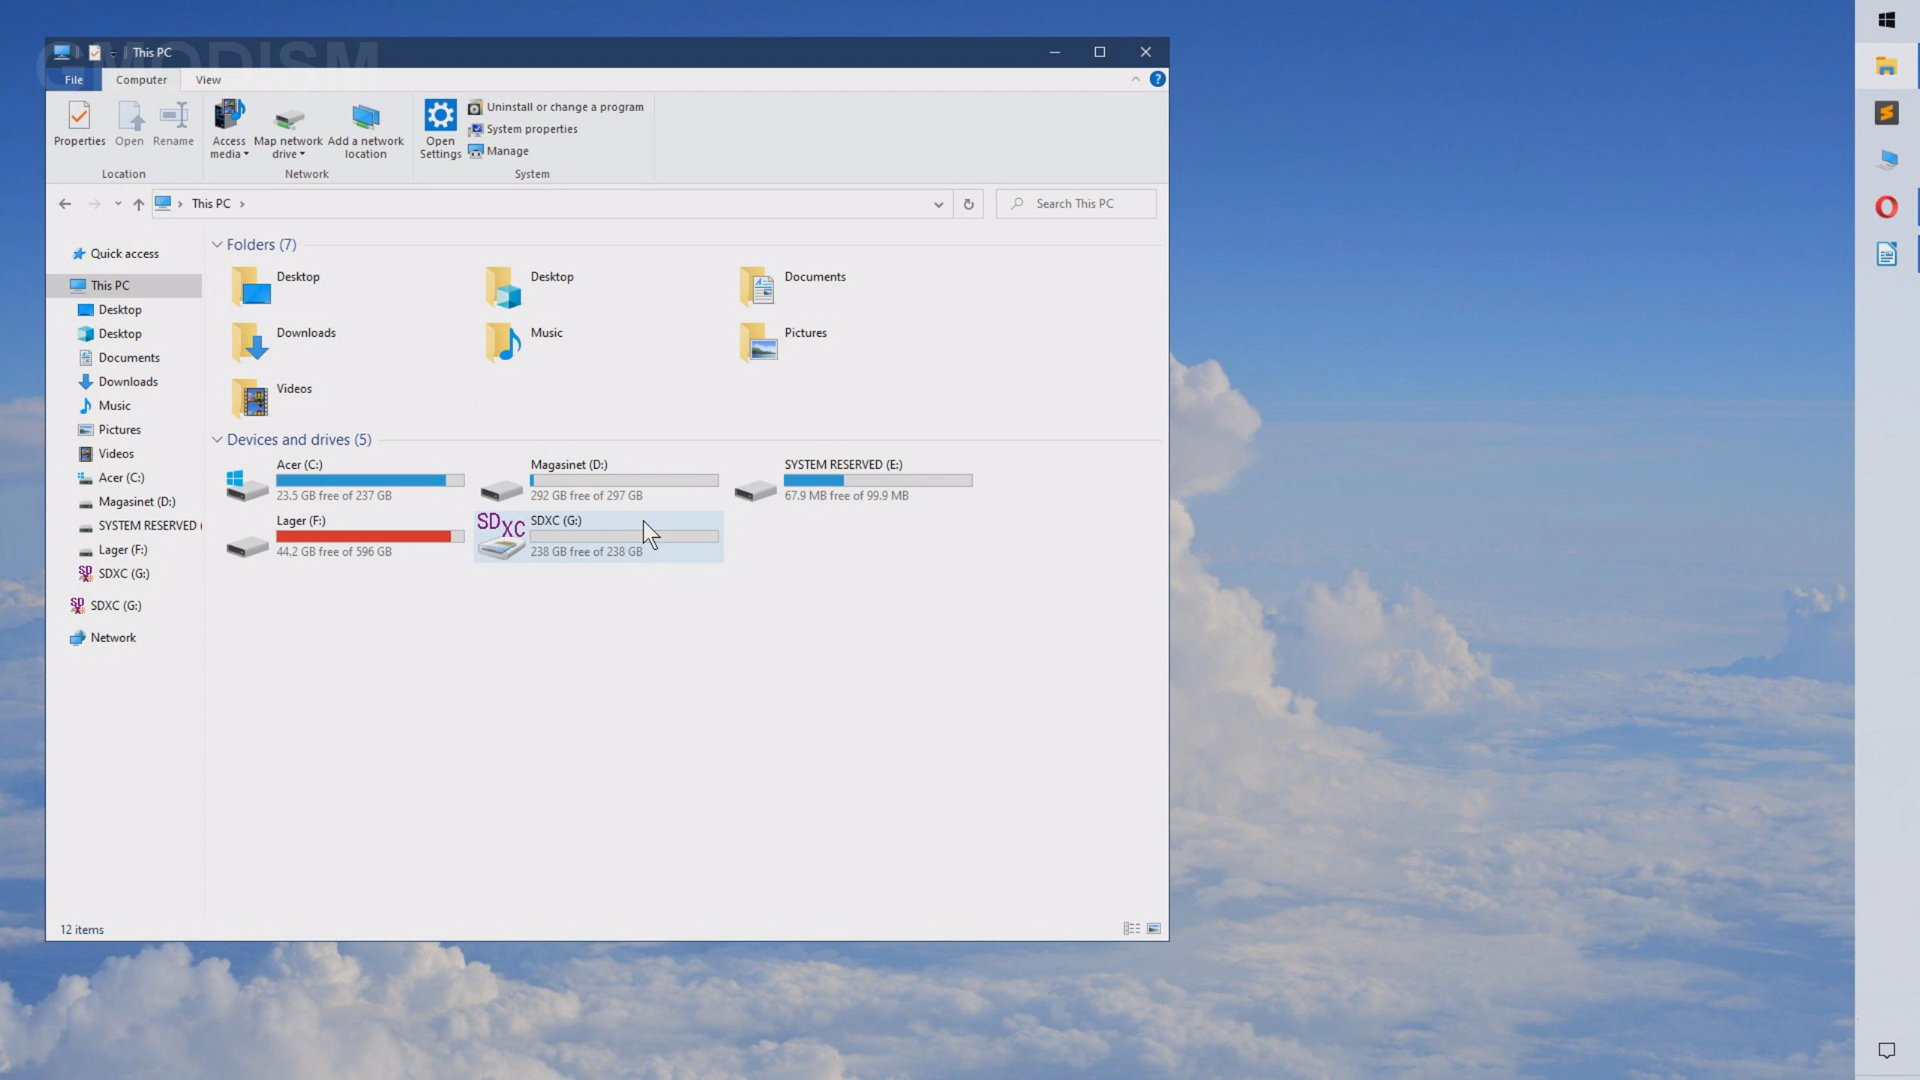 GMODISM
This PC
File Computer View
Properties Open Rename Access media Map network drive Add a network location Open Settings Uninstall or change a program
System properties
Manage
Location Network System
This PC
Search This PC
Quick access
This PC
Desktop
Desktop
Documents
Downloads
Music
Pictures
Videos
Acer (C:)
Magasinet (D:)
SYSTEM RESERVED (
Lager (F:)
SDXC (G:)
SDXC (G:)
Network
Folders (7)
Desktop
Desktop
Documents
Downloads
Music
Pictures
Videos
Devices and drives (5)
Acer (C:)
23.5 GB free of 237 GB
Magasinet (D:)
292 GB free of 297 GB
SYSTEM RESERVED (E:)
67.9 MB free of 99.9 MB
Lager (F:)
44.2 GB free of 596 GB
SDXC
SDXC (G:)
238 GB free of 238 GB
12 items